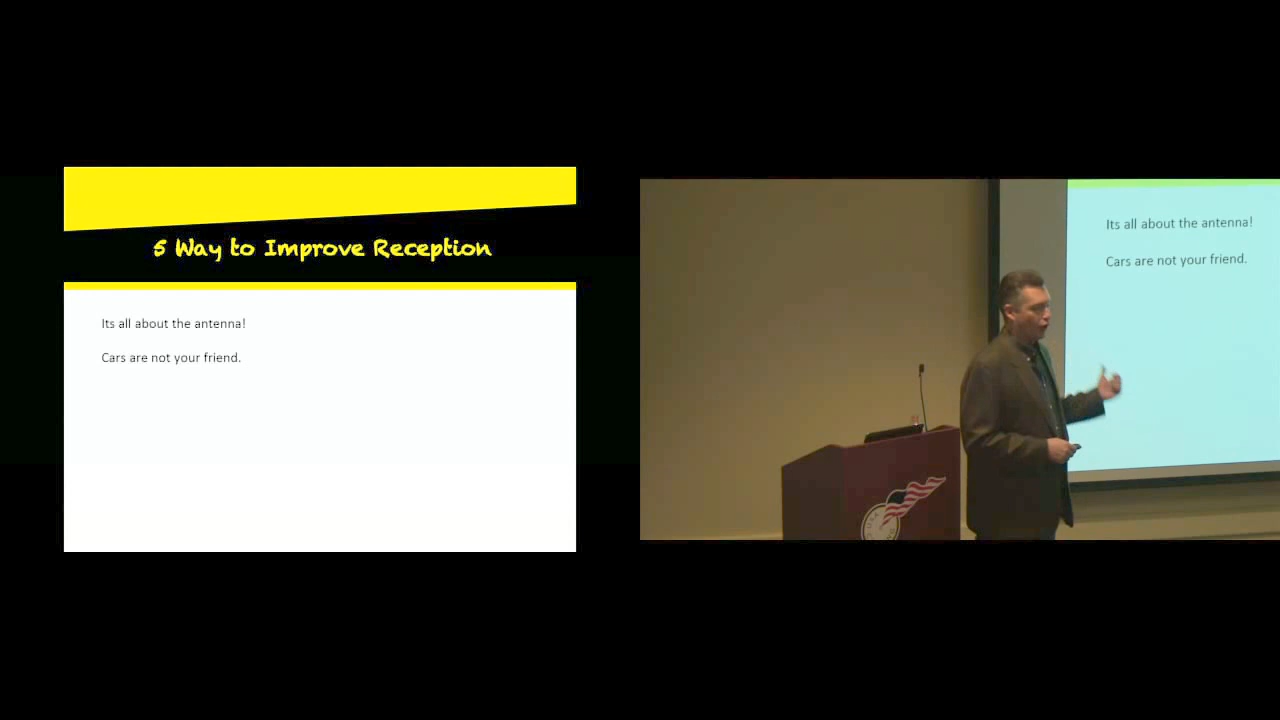 5 Way to Improve Reception
Its all about the antenna!
Cars are not your friend.
Its all about the antenna!
Cars are not your friend.